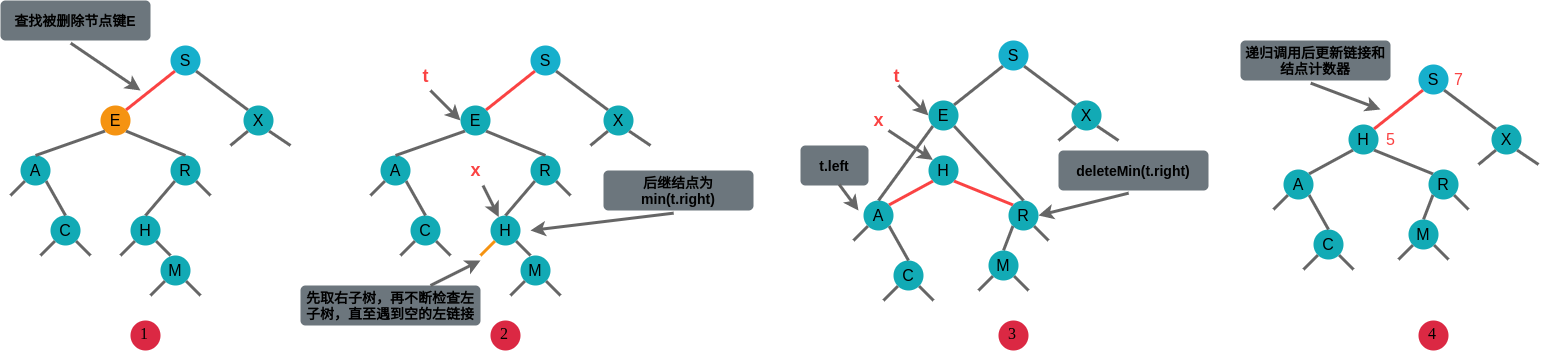 查找被删除节点键E
S
E
X
A
R
C
H
M
1
t
S
E
X
x
A
R
后继结点为
min(t.right)
C
H
M
先取右子树，再不断检查左
子树，直至遇到空的左链接
2
t
S
x
E
X
t.left
H
deleteMin(t.right)
A
R
C
M
3
递归调用后更新链接和
结点计数器
S 7
H 5
X
A
R
C
M
4